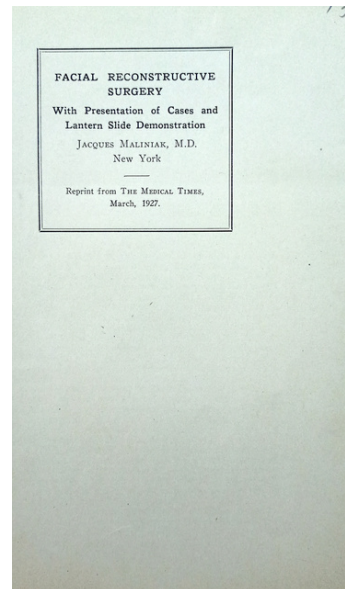 FACIAL RECONSTRUCTIVE
SURGERY
With Presentation of Cases and
Lantern Slide Demonstration
JACQUES MALINIAK, M.D.
New York
Reprint from THE MEDICAL TIMES,
March, 1927.